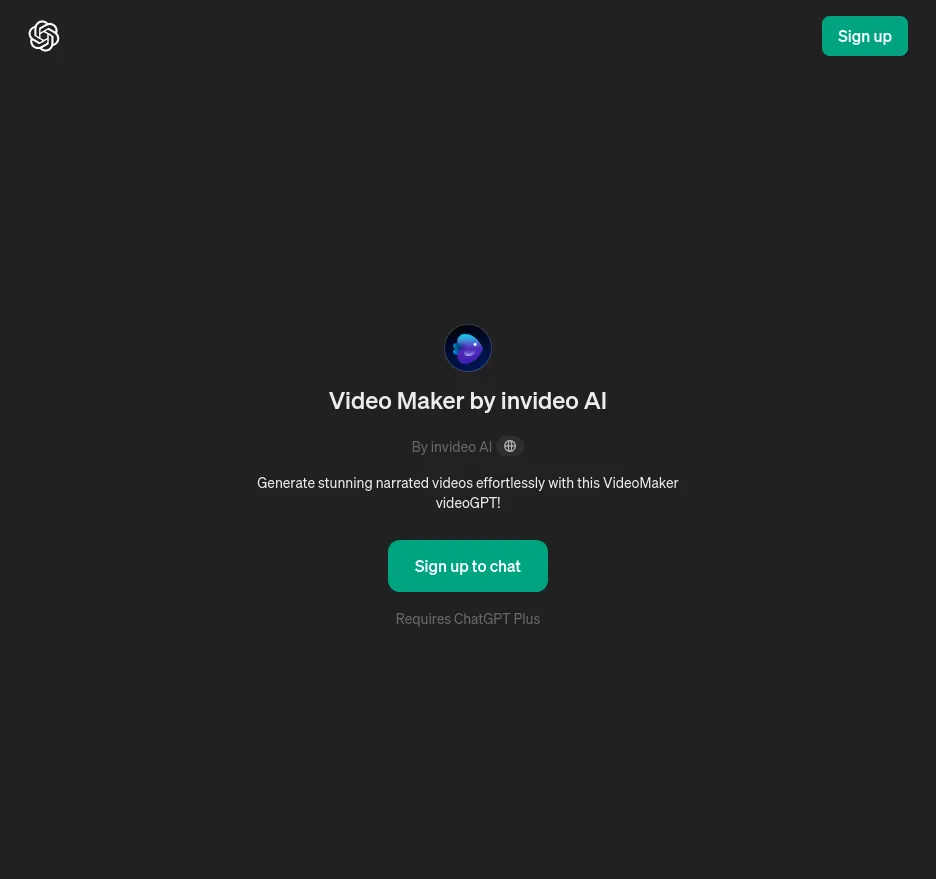 Sign up
Video Maker by invideo AI
By invideo AI
Generate stunning narrated videos effortlessly with this VideoMaker
videoGPT!
Sign up to chat
Requires ChatGPT Plus